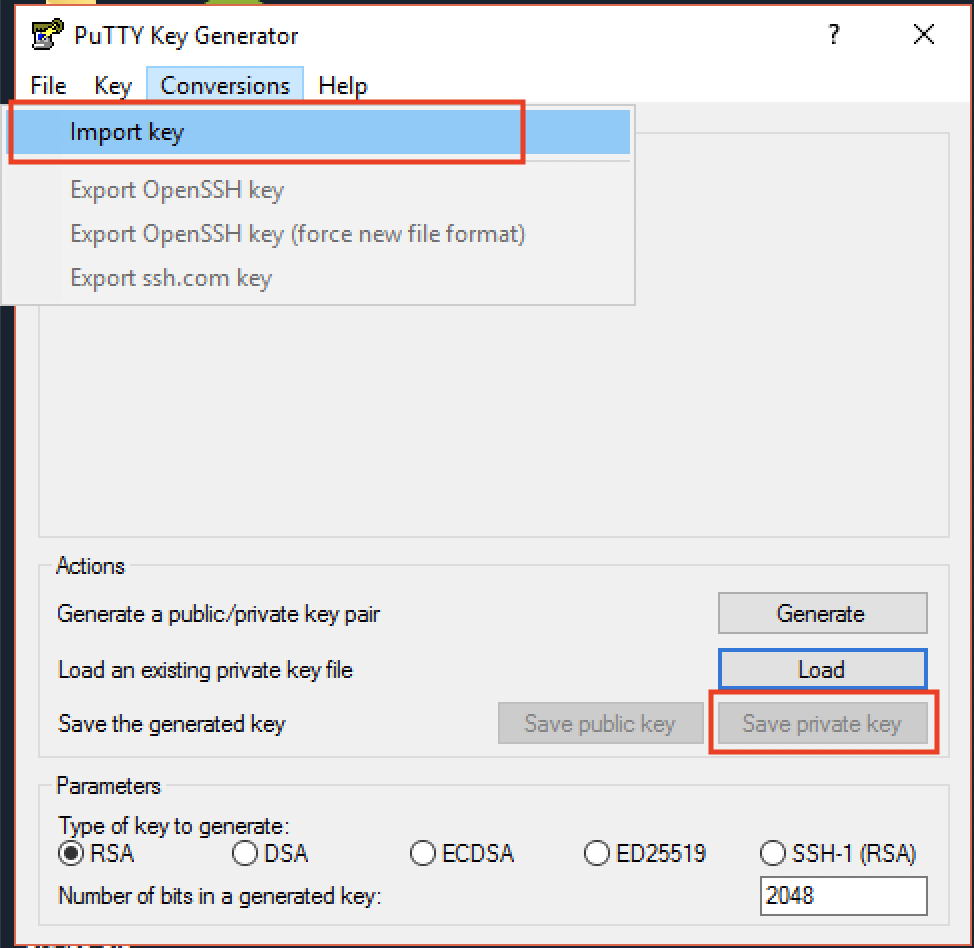 PuTTY Key Generator ?
File Key Conversions Help
Import key
Export OpenSSH key
Export OpenSSH key (force new file format)
Export ssh.com key
Actions
Generate a public/private key pair Generate
Load an existing private key file Load
Save the generated key Save public key Save private key
Parameters
Type of key to generate:
RSA DSA ECDSA ED25519 SSH-1 (RSA)
Number of bits in a generated key: 2048